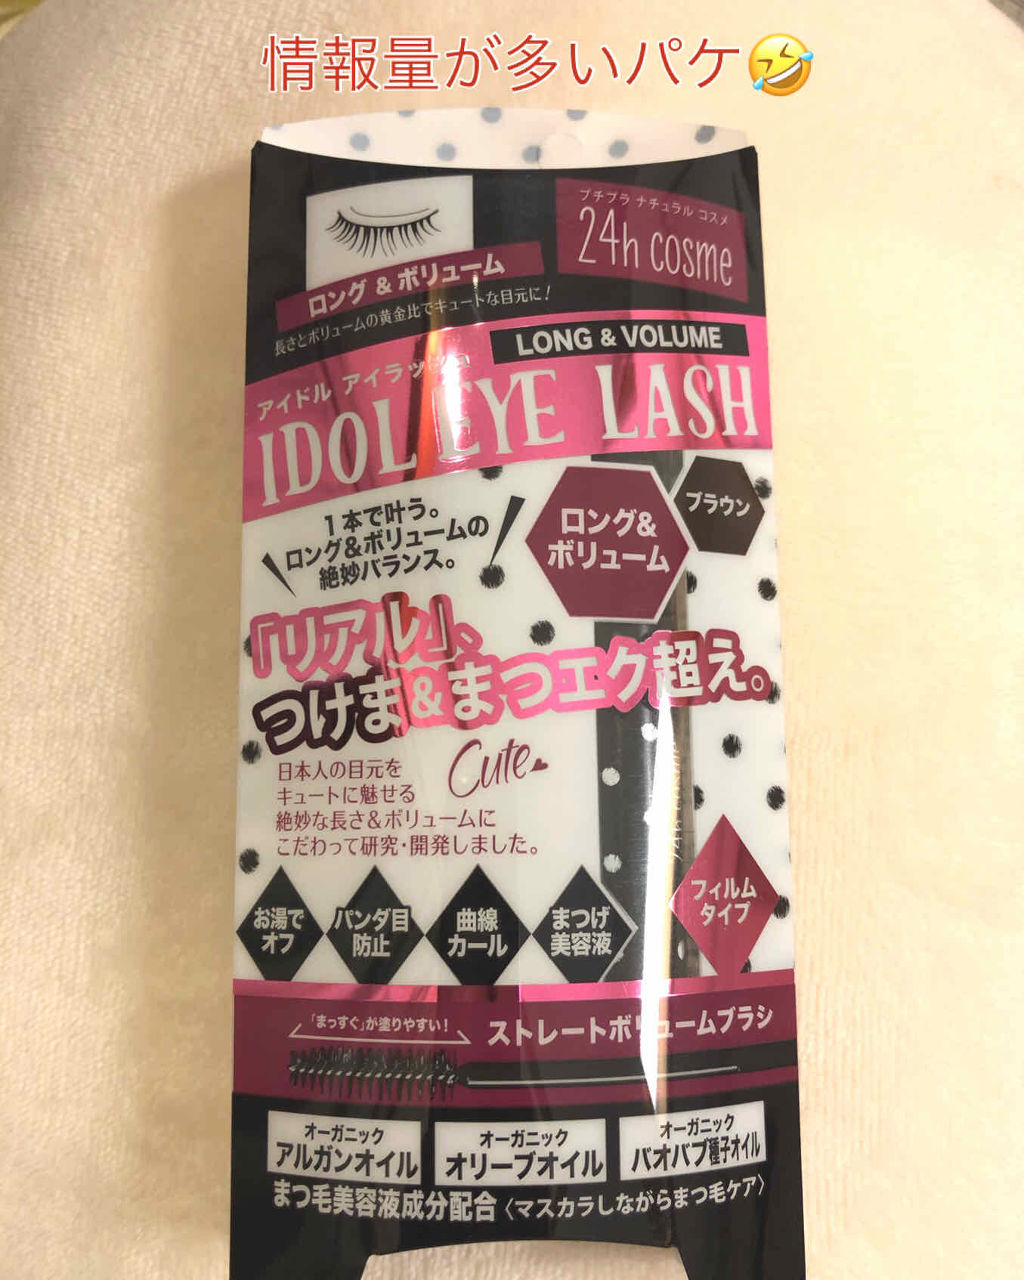 情報量が多いパケ🤣
プチプラ ナチュラル コスメ
24h cosme
ロング & ボリューム
長さとボリュームの黄金比でキュートな目元に!
LONG & VOLUME
アイドル アイラッシュ
IDOL EYE LASH
1本で叶う。
ロング&ボリュームの
絶妙バランス。
ロング&
ボリューム
ブラウン
「リアル」、
つけま&まつエク超え。
日本人の目元を
キュートに魅せる
絶妙な長さ&ボリュームに
こだわって研究・開発しました。
Cute
お湯で
オフ
パンダ目
防止
曲線
カール
まつげ
美容液
フィルム
タイプ
「まっすぐ」が塗りやすい!
ストレートボリュームブラシ
オーガニック
アルガンオイル
オーガニック
オリーブオイル
オーガニック
バオバブ種子オイル
まつ毛美容液成分配合〈マスカラしながらまつ毛ケア〉